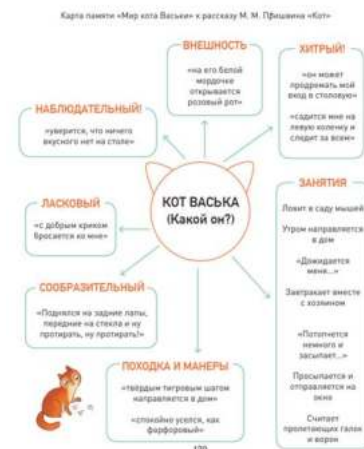 Карта памяти «Мир кота Васьки» к рассказу М. М. Пришвина «Кот»
ВНЕШНОСТЬ
«на его белой
мордочке
открывается
розовый рот»
ХИТРЫЙ!
«он может
продремать мой
вход в столовую»
«садится мне на
левую коленку и
следит за всем»
НАБЛЮДАТЕЛЬНЫЙ!
«уверится, что ничего
вкусного нет на столе»
КОТ ВАСЬКА
(Какой он?)
ЛАСКОВЫЙ
«с добрым криком
бросается ко мне»
СООБРАЗИТЕЛЬНЫЙ
«Поднялся на задние лапы,
передние на стекла и ну
протирать, ну протирать!»
ПОХОДКА И МАНЕРЫ
«твёрдым тигровым шагом
направляется в дом»
«спокойно уселся, как
фарфоровый»
ЗАНЯТИЯ
Ловит в саду мышей
Утром направляется
в дом
«Дожидается
меня...»
Завтракает вместе
с хозяином
«Потопчется
немного и
засыпает...»
Просыпается и
отправляется на
окно
Считает
пролетающих галок
и ворон